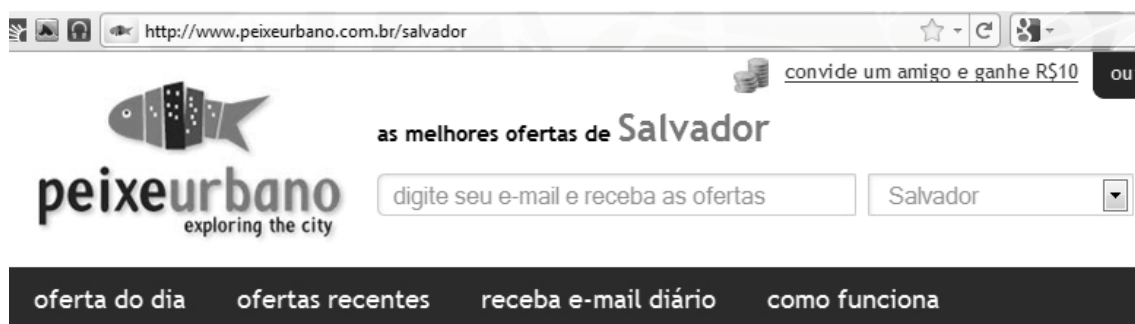 http://www.peixeurbano.com.br/salvador
convide um amigo e ganhe R$10
ou
as melhores ofertas de Salvador
peixeurbano
exploring the city
digite seu e-mail e receba as ofertas
Salvador
oferta do dia ofertas recentes receba e-mail diário como funciona